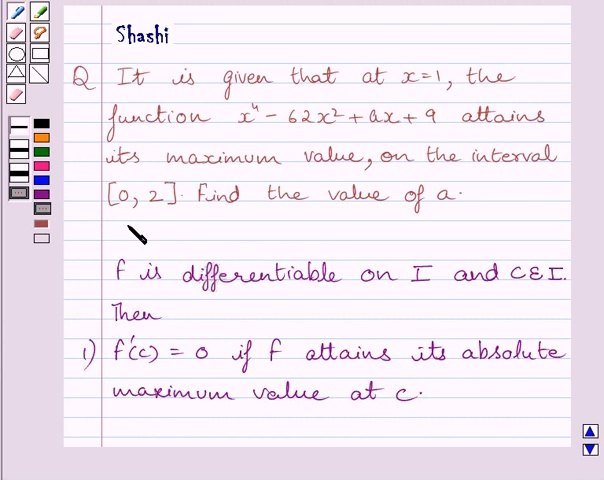 Shashi
Q It is given that at x=1, the
function x⁴ - 62x² + ax + 9 attains
its maximum value, on the interval
[0, 2]. Find the value of a.
f is differentiable on I and C ε I.
Then
1) f'(c) = 0 if f attains its absolute
maximum value at c.